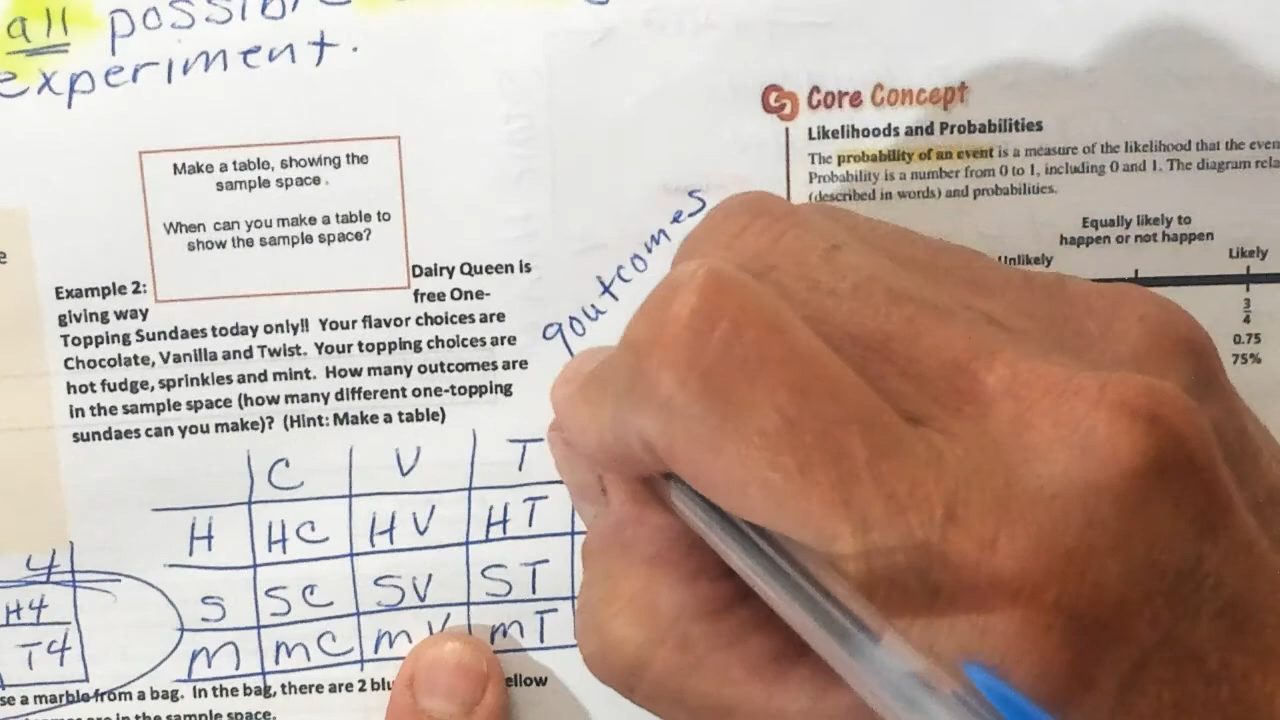 all possible
experiment.
Make a table, showing the
sample space.
When can you make a table to
show the sample space?
Example 2:
Dairy Queen is
giving way
free One-
Topping Sundaes today only!! Your flavor choices are
Chocolate, Vanilla and Twist. Your topping choices are
hot fudge, sprinkles and mint. How many outcomes are
in the sample space (how many different one-topping
sundaes can you make)? (Hint: Make a table)
9 outcomes
C V T
H HC HV HT
S SC SV ST
m mC mV mT
4
H4
T4
se a marble from a bag. In the bag, there are 2 blu
ellow
in the sample space.
Core Concept
Likelihoods and Probabilities
The probability of an event is a measure of the likelihood that the even
Probability is a number from 0 to 1, including 0 and 1. The diagram rela
(described in words) and probabilities.
Equally likely to
happen or not happen
Unlikely
Likely
3
4
0.75
75%